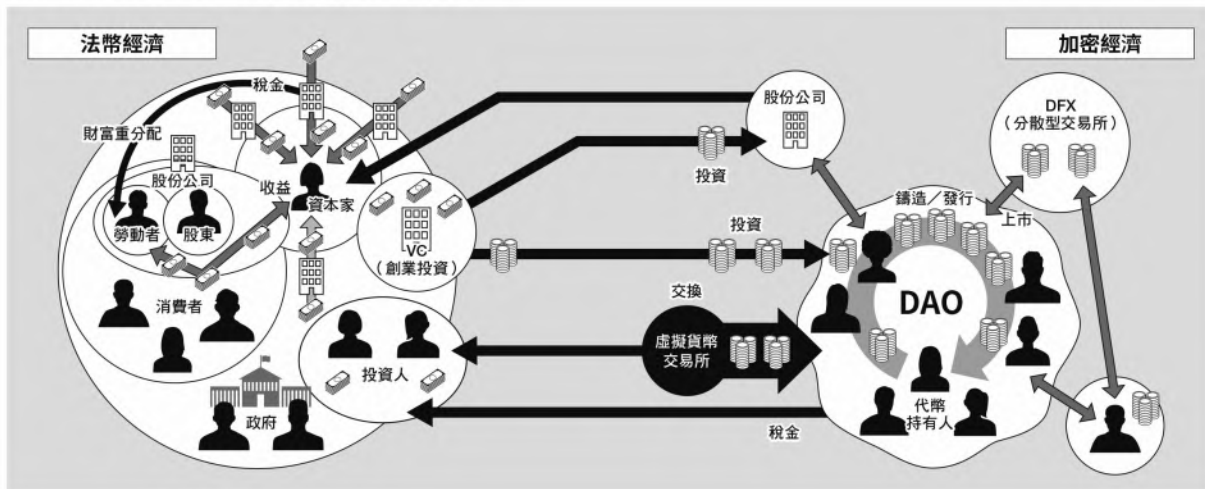 法幣經濟
加密經濟
稅金
財富重分配
股份公司
收益
資本家
勞動者
股東
消費者
政府
VC
（創業投資）
投資人
股份公司
投資
投資
交換
虛擬貨幣
交易所
稅金
DFX
（分散型交易所）
鑄造／發行
上市
DAO
代幣
持有人